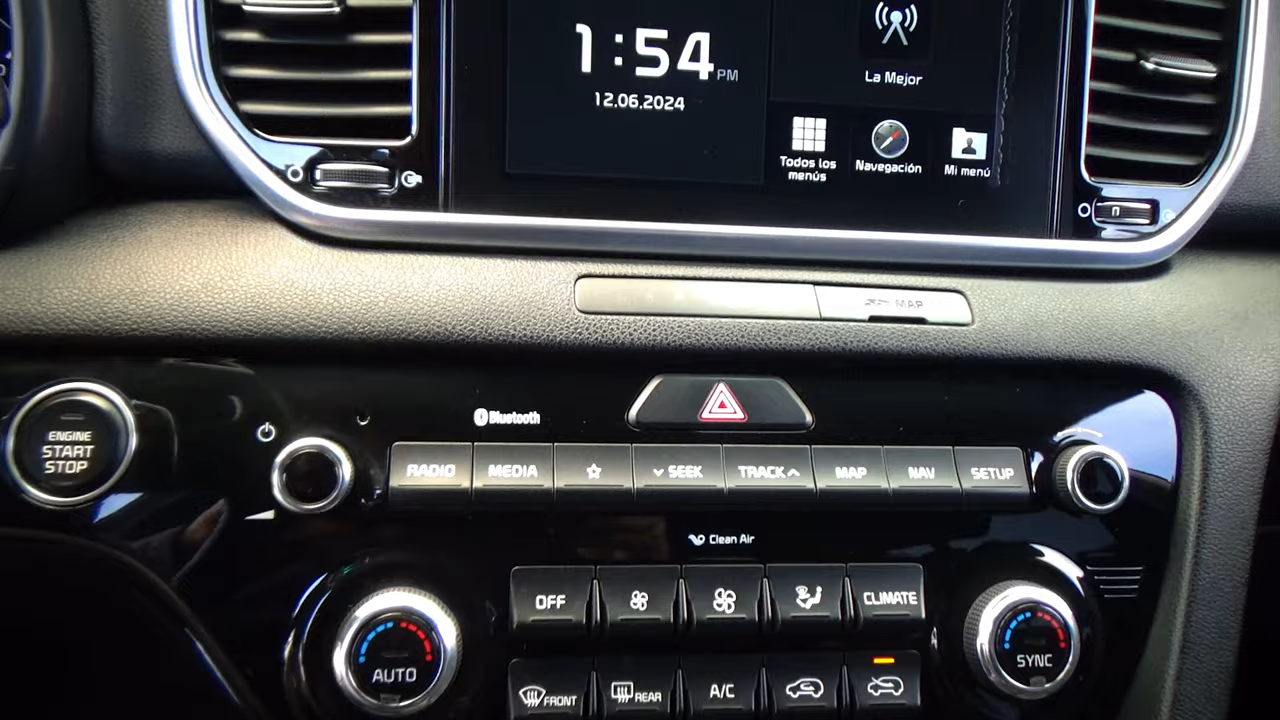 1:54 PM
12.06.2024
La Mejor
Todos los
menús
Navegación
Mi menú
MAP
ENGINE
START
STOP
Bluetooth
RADIO
MEDIA
SEEK
TRACK
MAP
NAV
SETUP
Clean Air
OFF
CLIMATE
AUTO
SYNC
FRONT
REAR
A/C